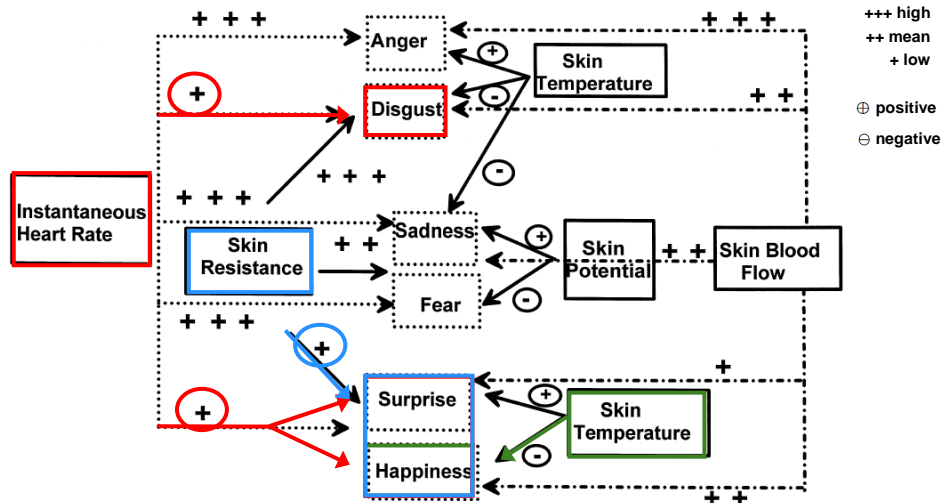 + + +
Anger
+
Skin
Temperature
+ + +
+++ high
++ mean
+ low
+
Disgust
-
+ +
⊕ positive
⊖ negative
+ + +
-
Instantaneous
Heart Rate
+ + +
Skin
Resistance
+ +
Sadness
+
Skin
Potential
+ +
Skin Blood
Flow
Fear
-
+ + +
+
+
Surprise
+
Skin
Temperature
+
Happiness
-
+ +